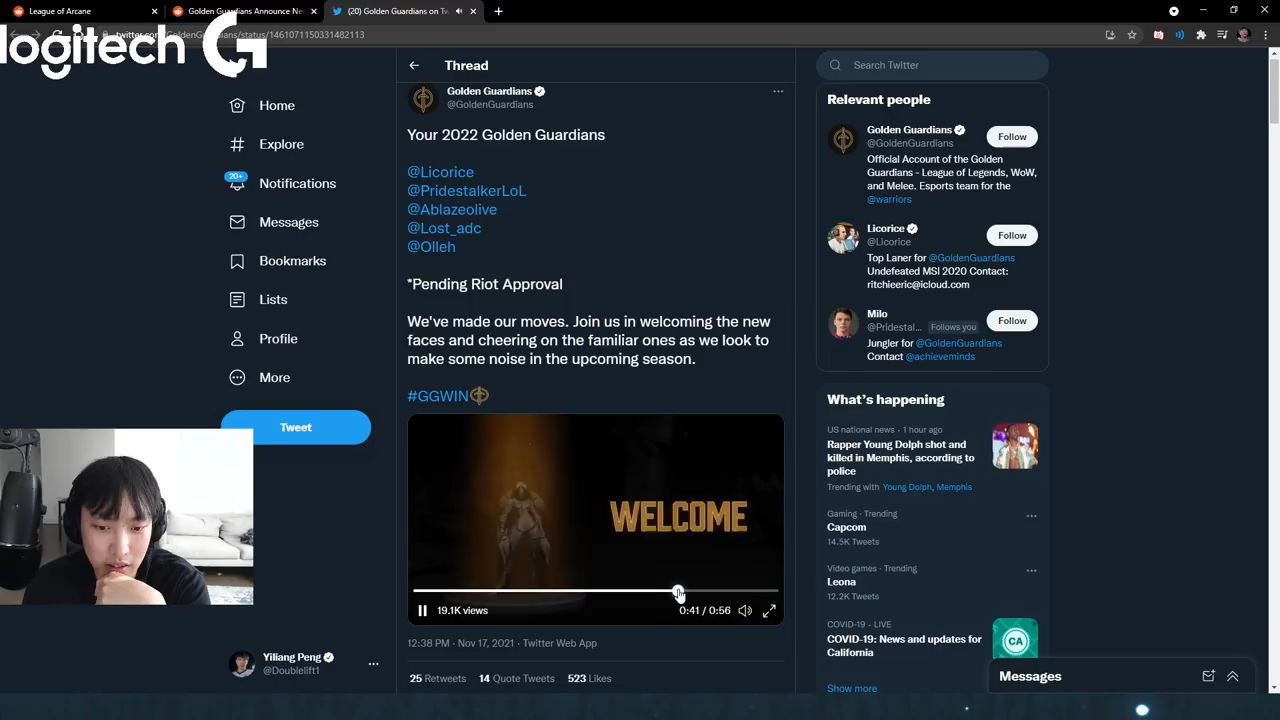 League of Arcane
Golden Guardians Announce Ne
(20) Golden Guardians on Tw
twitter.com/GoldenGuardians/status/1461071150331482113
logitech G
Home
Explore
20+
Notifications
Messages
Bookmarks
Lists
Profile
More
Tweet
Yiliang Peng
@Doublelift1
Thread
Golden Guardians
@GoldenGuardians
Your 2022 Golden Guardians
@Licorice
@PridestalkerLoL
@Ablazeolive
@Lost_adc
@Olleh
*Pending Riot Approval
We've made our moves. Join us in welcoming the new
faces and cheering on the familiar ones as we look to
make some noise in the upcoming season.
#GGWIN
WELCOME
19.1K views
0:41 / 0:56
12:38 PM · Nov 17, 2021 · Twitter Web App
25 Retweets 14 Quote Tweets 523 Likes
Search Twitter
Relevant people
Golden Guardians
@GoldenGuardians
Follow
Official Account of the Golden
Guardians - League of Legends, WoW,
and Melee. Esports team for the
@warriors
Licorice
@Licorice
Follow
Top Laner for @GoldenGuardians
Undefeated MSI 2020 Contact:
ritchieeric@icloud.com
Milo
@Pridestal... Follows you
Follow
Jungler for @GoldenGuardians
Contact @achieveminds
What's happening
US national news · 1 hour ago
Rapper Young Dolph shot and
killed in Memphis, according to
police
Trending with Young Dolph, Memphis
Gaming · Trending
Capcom
14.5K Tweets
Video games · Trending
Leona
12.2K Tweets
COVID-19 · LIVE
COVID-19: News and updates for
California
CA
Show more
Messages